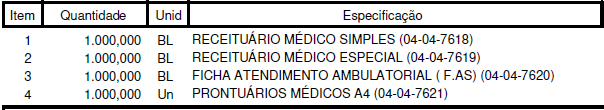 Item Quantidade Unid Especificação
1 1.000,000 BL RECEITUÁRIO MÉDICO SIMPLES (04-04-7618)
2 1.000,000 BL RECEITUÁRIO MÉDICO ESPECIAL (04-04-7619)
3 1.000,000 BL FICHA ATENDIMENTO AMBULATORIAL ( F.AS) (04-04-7620)
4 1.000,000 Un PRONTUÁRIOS MÉDICOS A4 (04-04-7621)